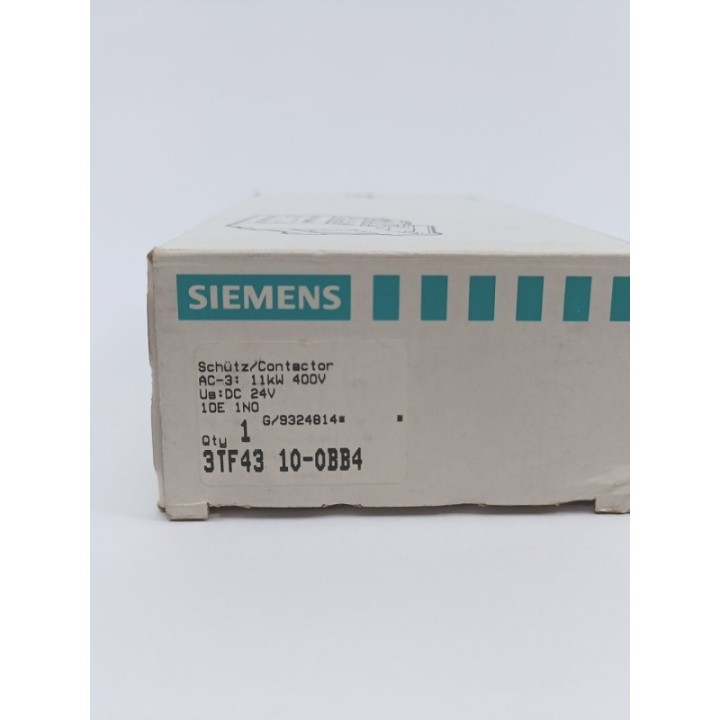 SIEMENS
Schütz/Contactor
AC-3: 11kW 400V
Us:DC 24V
10E 1NO
G/9324814*
Qty 1
3TF43 10-0BB4